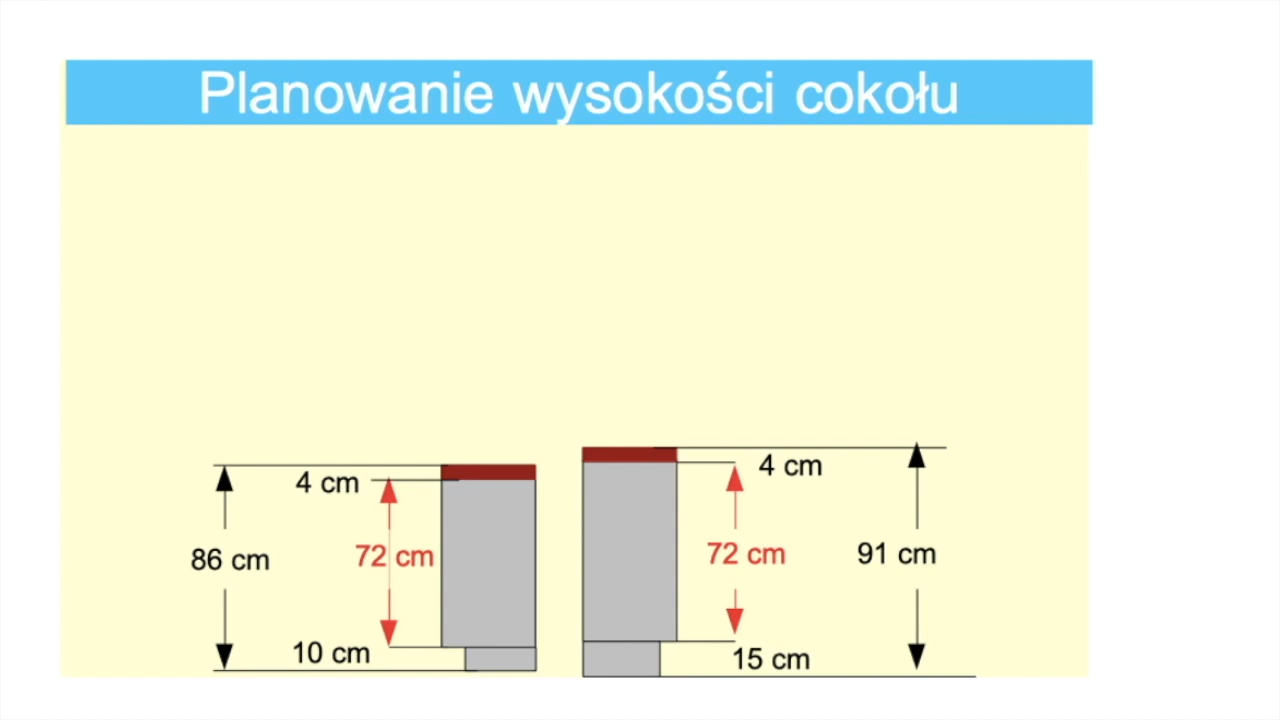 Planowanie wysokości cokołu
4 cm
4 cm
86 cm
72 cm
72 cm
91 cm
10 cm
15 cm